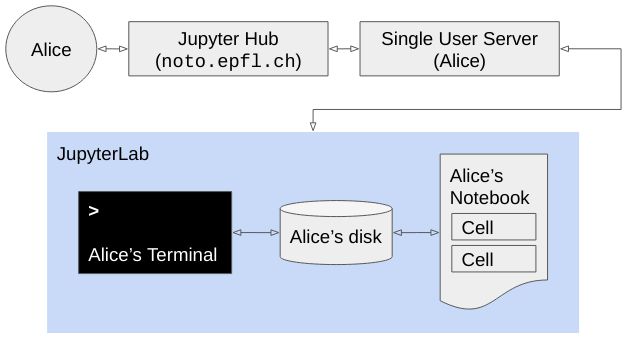 Alice
Jupyter Hub
(noto.epfl.ch)
Single User Server
(Alice)
JupyterLab
>
Alice’s Terminal
Alice’s disk
Alice’s
Notebook
Cell
Cell